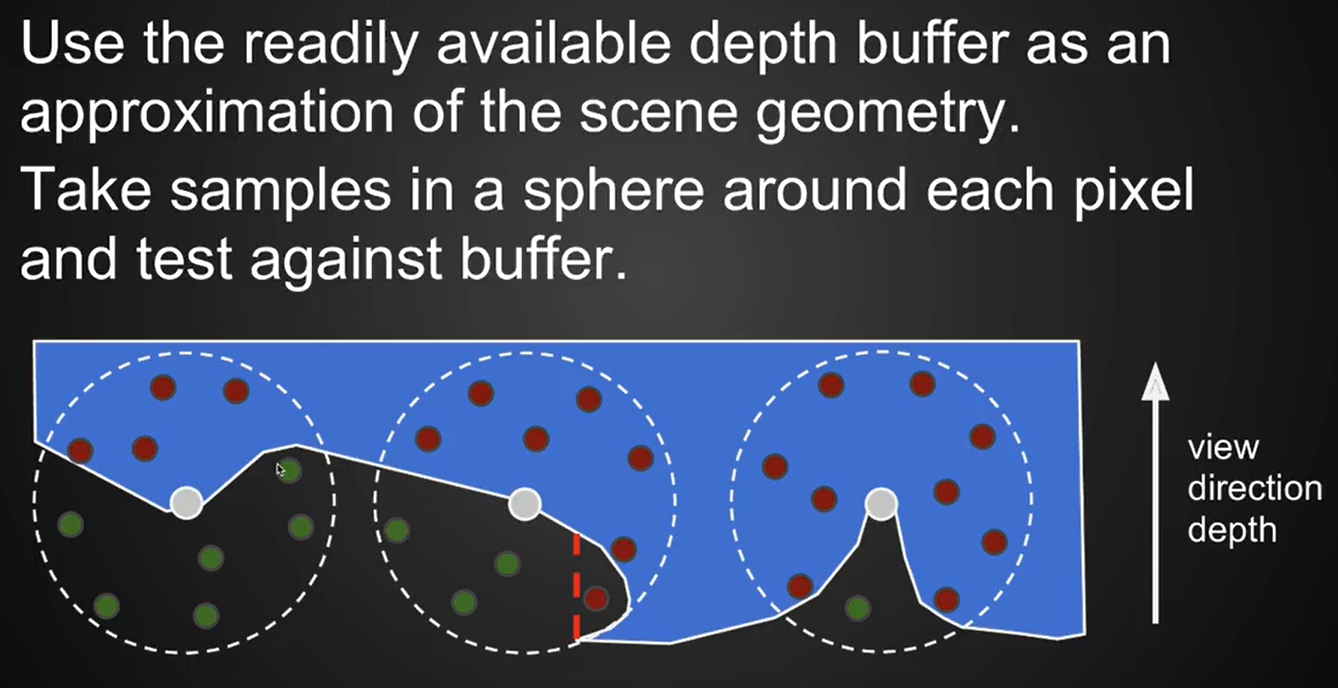 Use the readily available depth buffer as an
approximation of the scene geometry.
Take samples in a sphere around each pixel
and test against buffer.
view
direction
depth